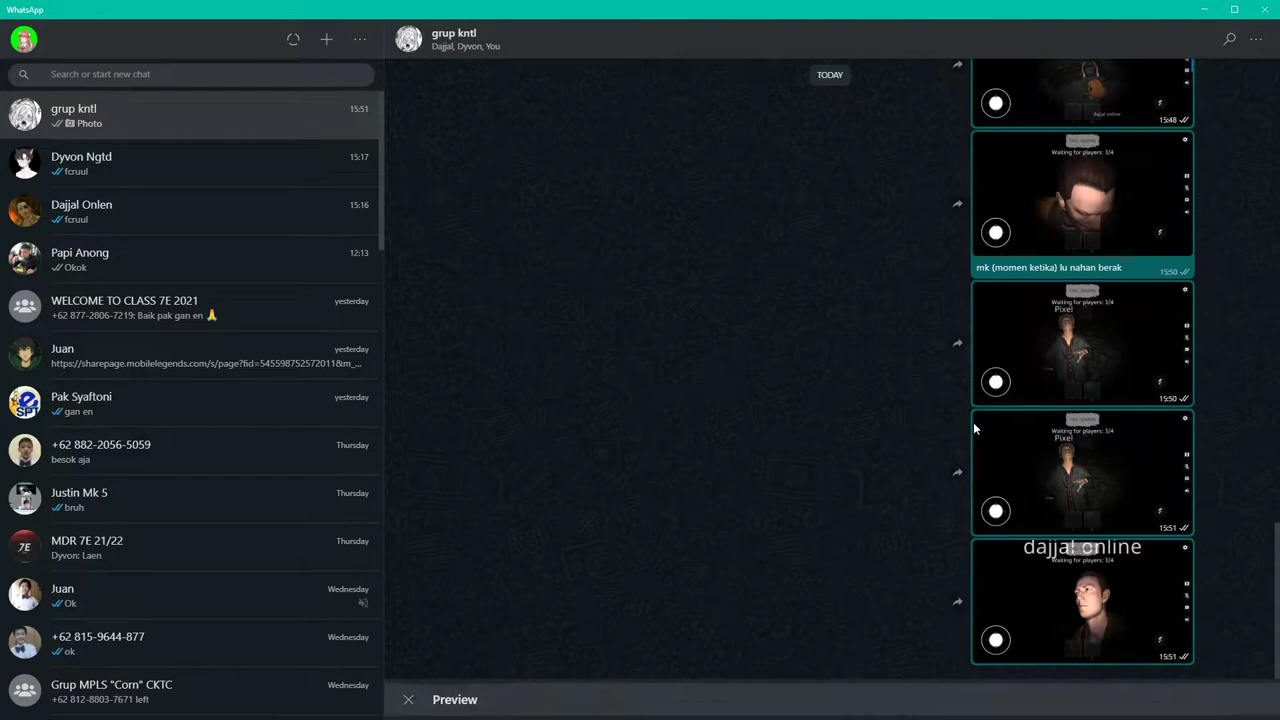 WhatsApp
Search or start new chat
grup kntl
15:51
Photo
Dyvon Ngtd
15:17
fcruul
Dajjal Onlen
15:16
fcruul
Papi Anong
12:13
Okok
WELCOME TO CLASS 7E 2021
yesterday
+62 877-2806-7219: Baik pak gan en 🙏
Juan
yesterday
https://sharepage.mobilelegends.com/s/page?fid=5455987525720118&m_...
Pak Syaftoni
yesterday
gan en
+62 882-2056-5059
Thursday
besok aja
Justin Mk 5
Thursday
bruh
MDR 7E 21/22
Thursday
Dyvon: Laen
Juan
Wednesday
Ok
+62 815-9644-877
Wednesday
ok
Grup MPLS "Corn" CKTC
Wednesday
+62 812-8803-7671 left
grup kntl
Dajjal, Dyvon, You
TODAY
dajjal online
15:48
Waiting for players: 3/4
mk (momen ketika) lu nahan berak
15:50
Waiting for players: 3/4
Pixel
15:50
Waiting for players: 3/4
Pixel
15:51
dajjal online
Waiting for players: 3/4
15:51
Preview